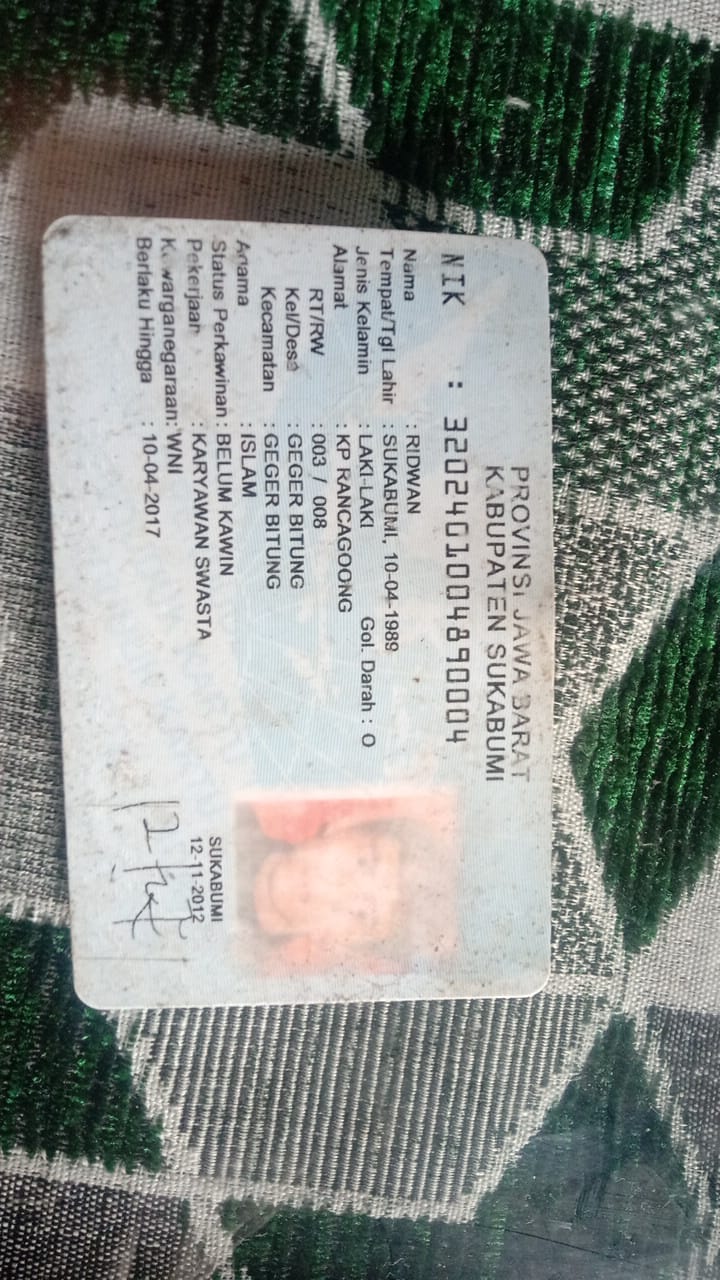 PROVINSI JAWA BARAT
KABUPATEN SUKABUMI
NIK : 3202401004890004
Nama : RIDWAN
Tempat/Tgl Lahir : SUKABUMI, 10-04-1989
Jenis Kelamin : LAKI-LAKI Gol. Darah : O
Alamat : KP RANCAGOONG
RT/RW : 003 / 008
Kel/Desa : GEGER BITUNG
Kecamatan : GEGER BITUNG
Agama : ISLAM
Status Perkawinan : BELUM KAWIN
Pekerjaan : KARYAWAN SWASTA
Kewarganegaraan: WNI
Berlaku Hingga : 10-04-2017
SUKABUMI
12-11-2012